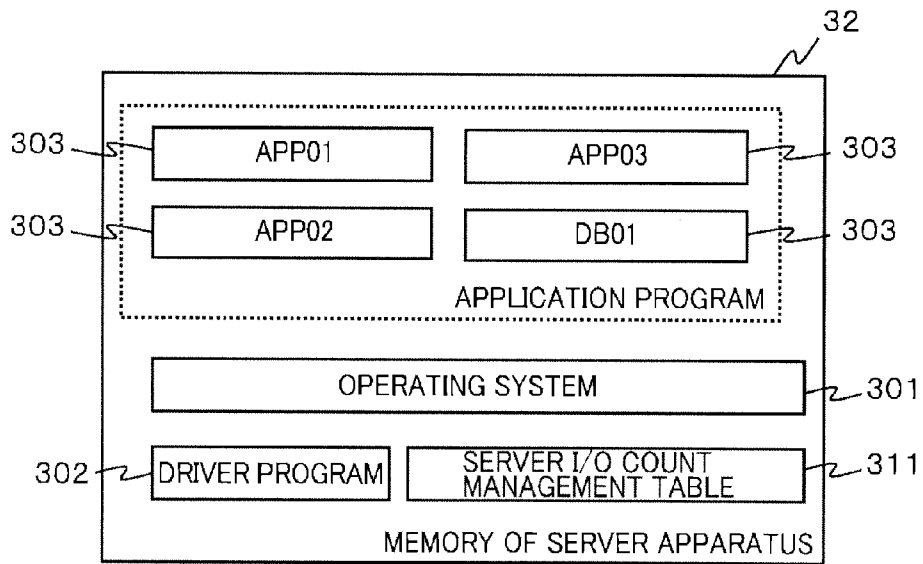 32
303
APP01
APP03
303
303
APP02
DB01
303
APPLICATION PROGRAM
OPERATING SYSTEM
301
302
DRIVER PROGRAM
SERVER I/O COUNT
MANAGEMENT TABLE
311
MEMORY OF SERVER APPARATUS